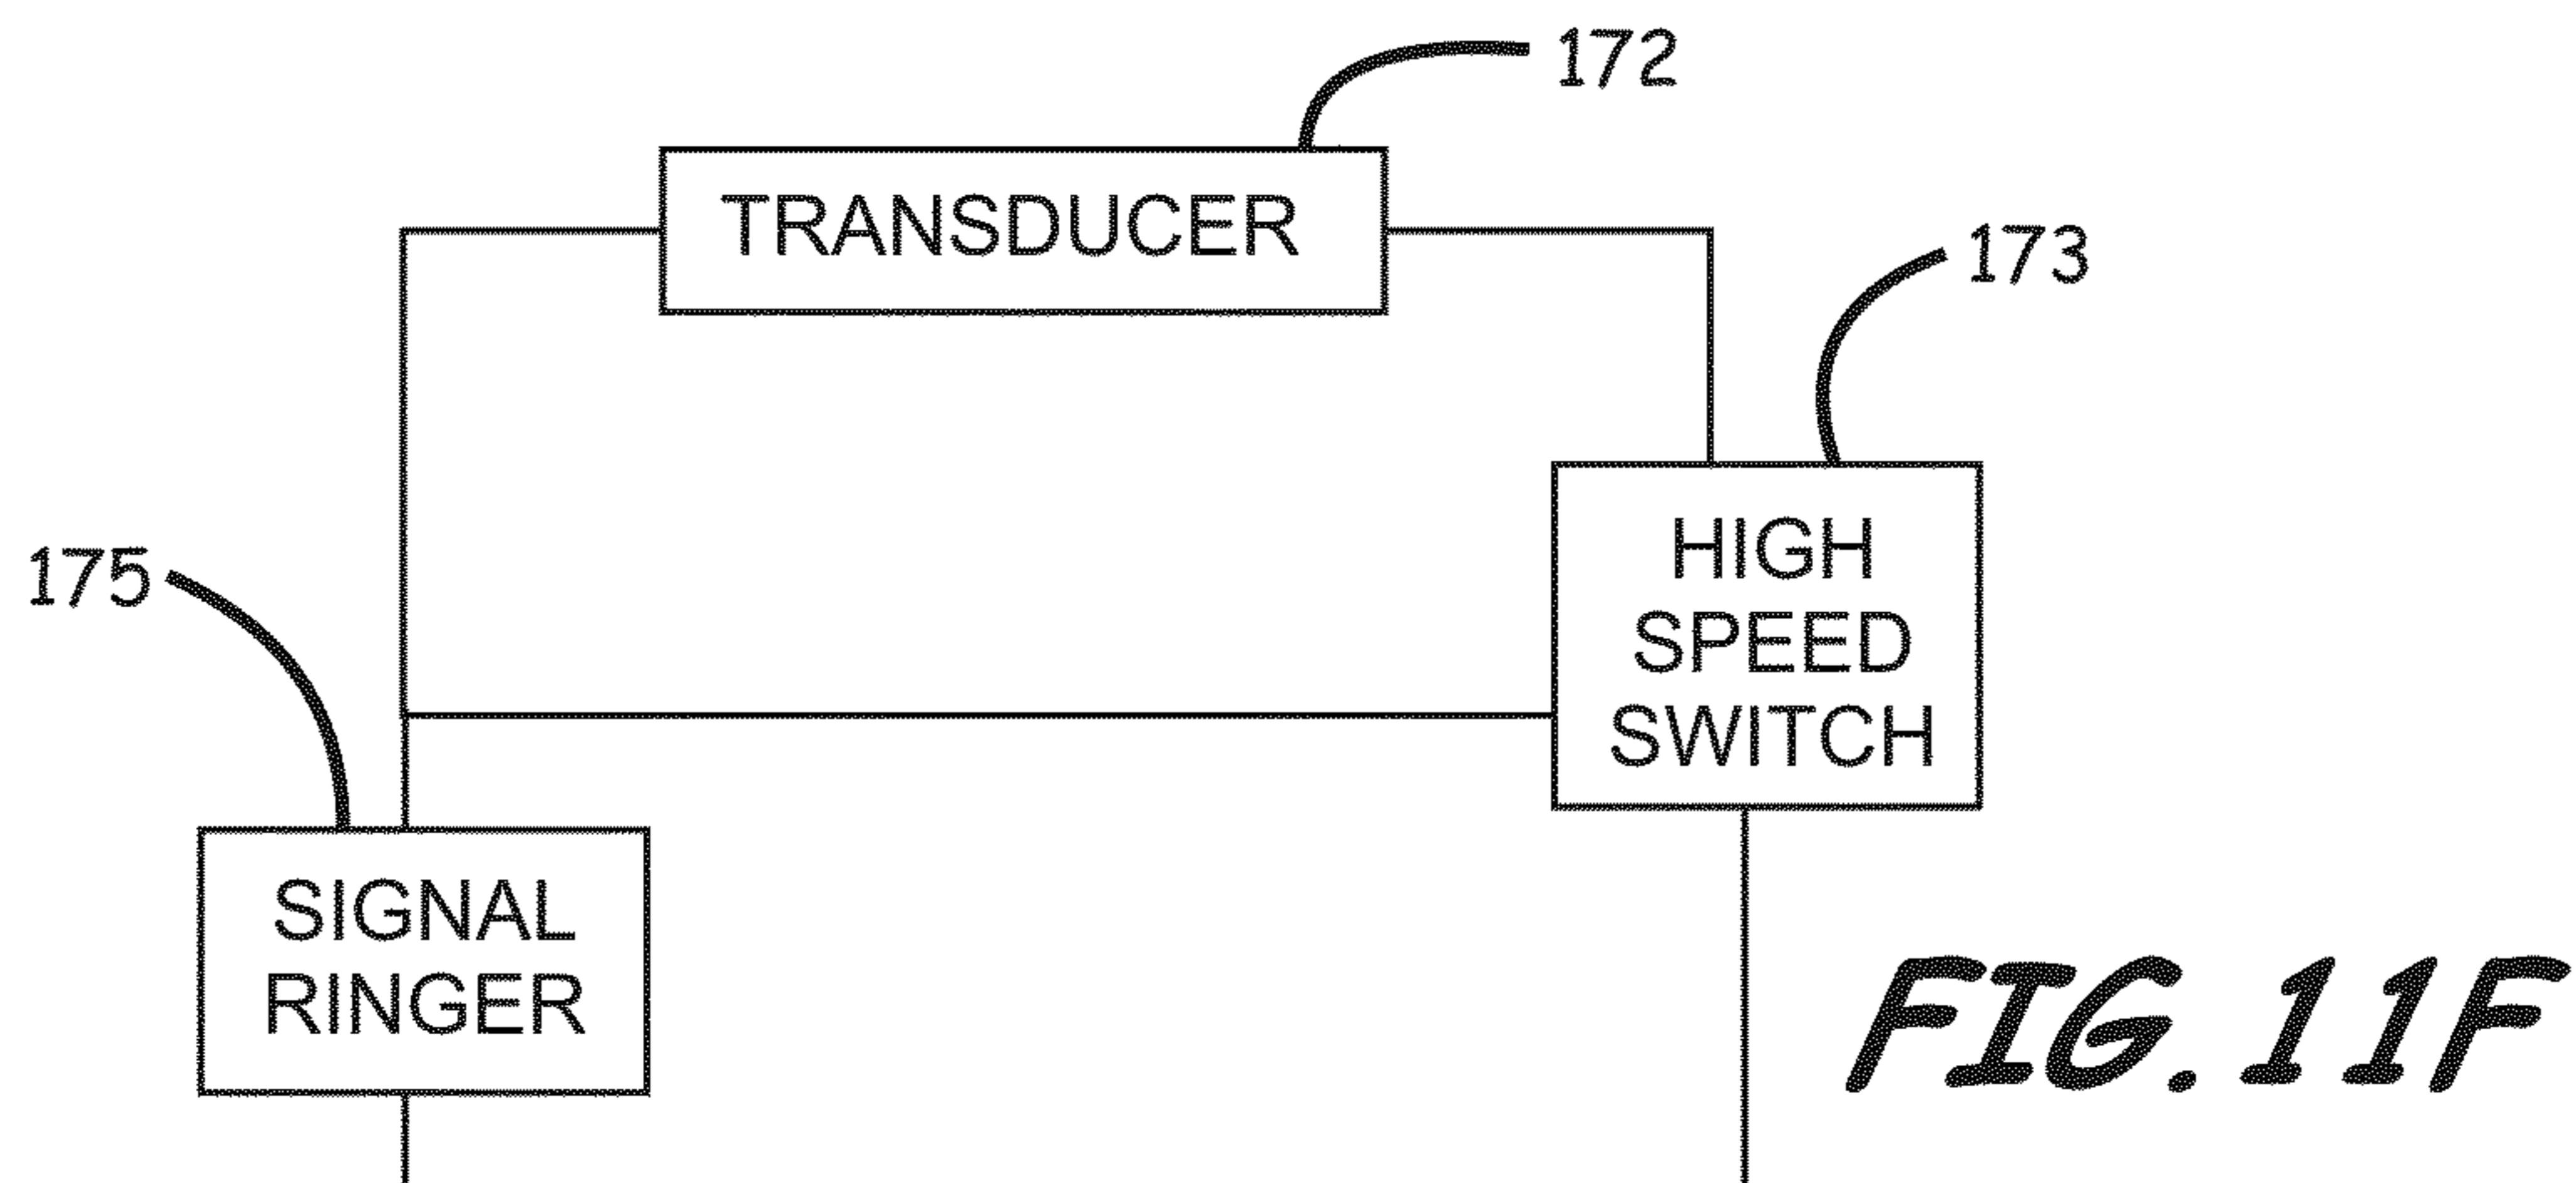 172
TRANSDUCER
173
HIGH
SPEED
SWITCH
175
SIGNAL
RINGER
FIG. 11F